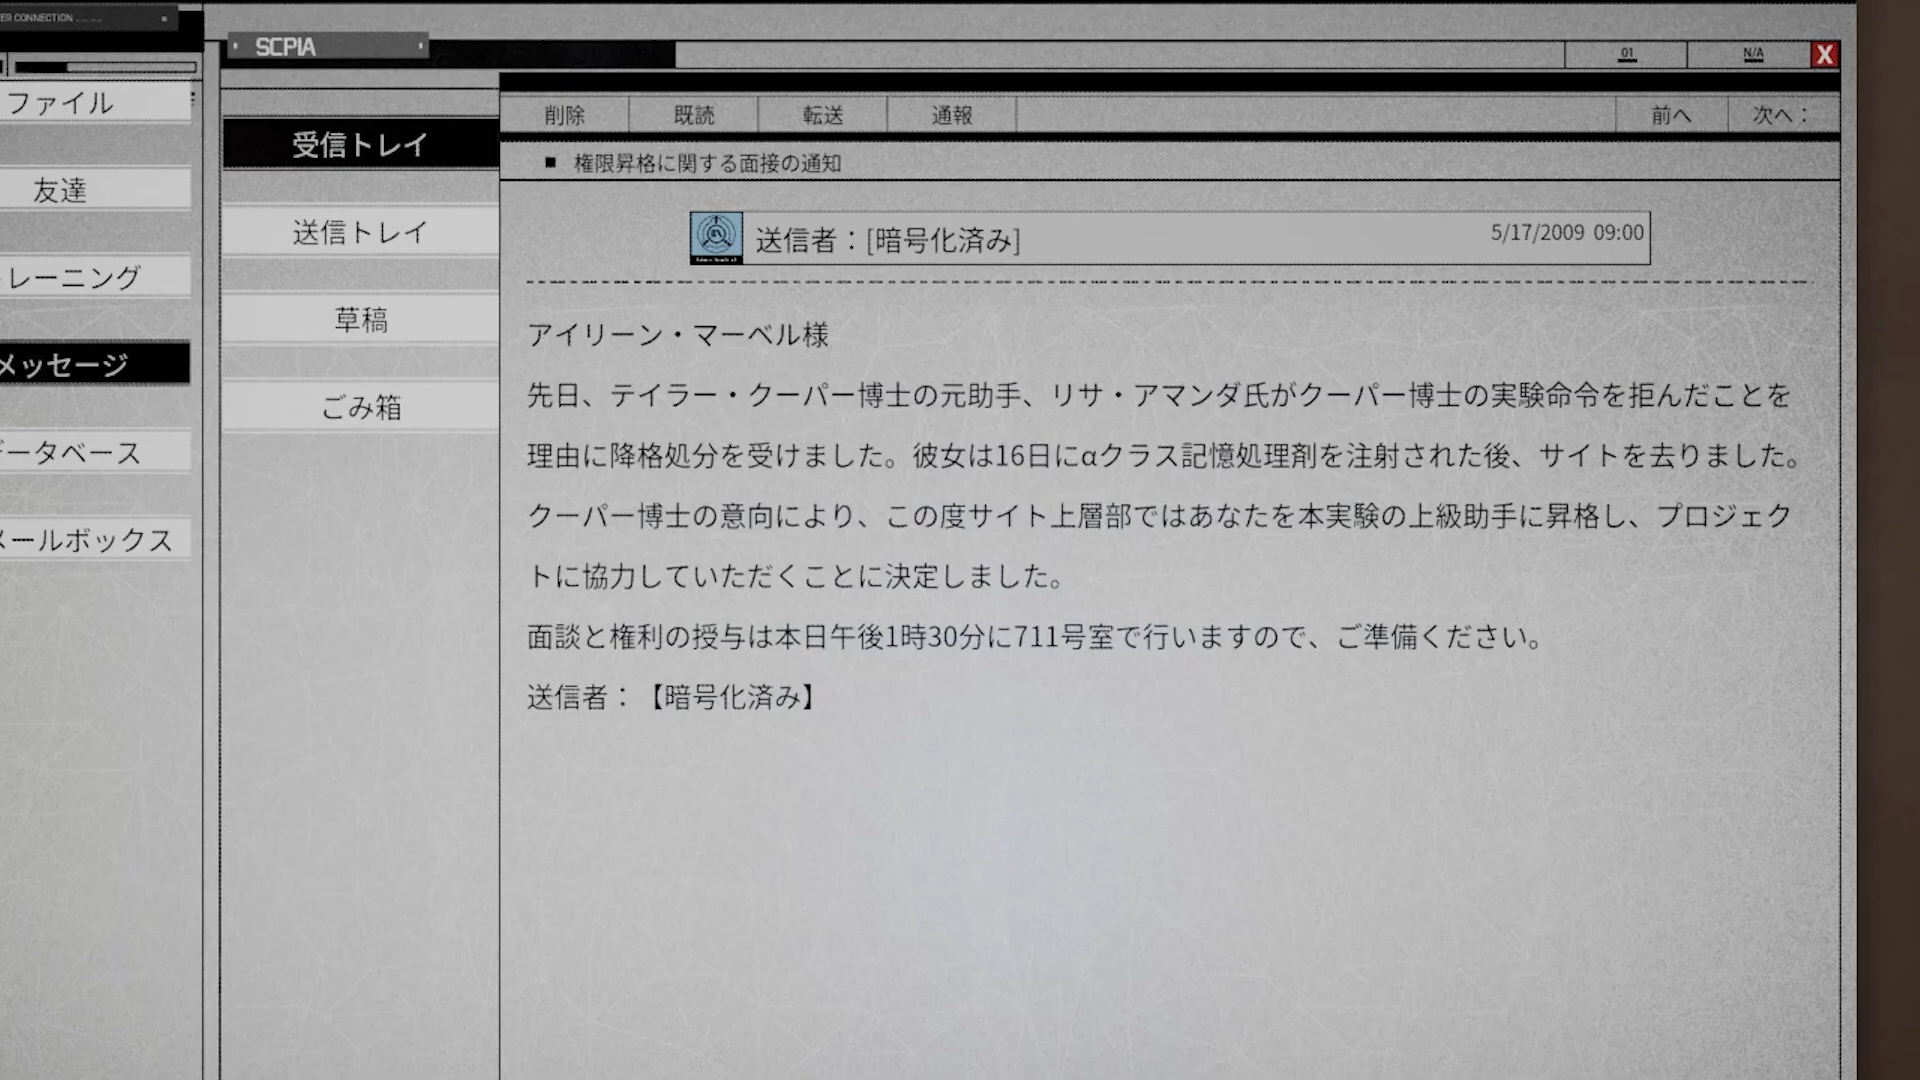 ER CONNECTION
SCPIA
01
N/A
X
ファイル
友達
レーニング
メッセージ
データベース
メールボックス
受信トレイ
送信トレイ
草稿
ごみ箱
削除 既読 転送 通報 前へ 次へ：
■ 権限昇格に関する面接の通知
送信者：[暗号化済み] 5/17/2009 09:00
アイリーン・マーベル様
先日、テイラー・クーパー博士の元助手、リサ・アマンダ氏がクーパー博士の実験命令を拒んだことを
理由に降格処分を受けました。彼女は16日にαクラス記憶処理剤を注射された後、サイトを去りました。
クーパー博士の意向により、この度サイト上層部ではあなたを本実験の上級助手に昇格し、プロジェク
トに協力していただくことに決定しました。
面談と権利の授与は本日午後1時30分に711号室で行いますので、ご準備ください。
送信者：【暗号化済み】